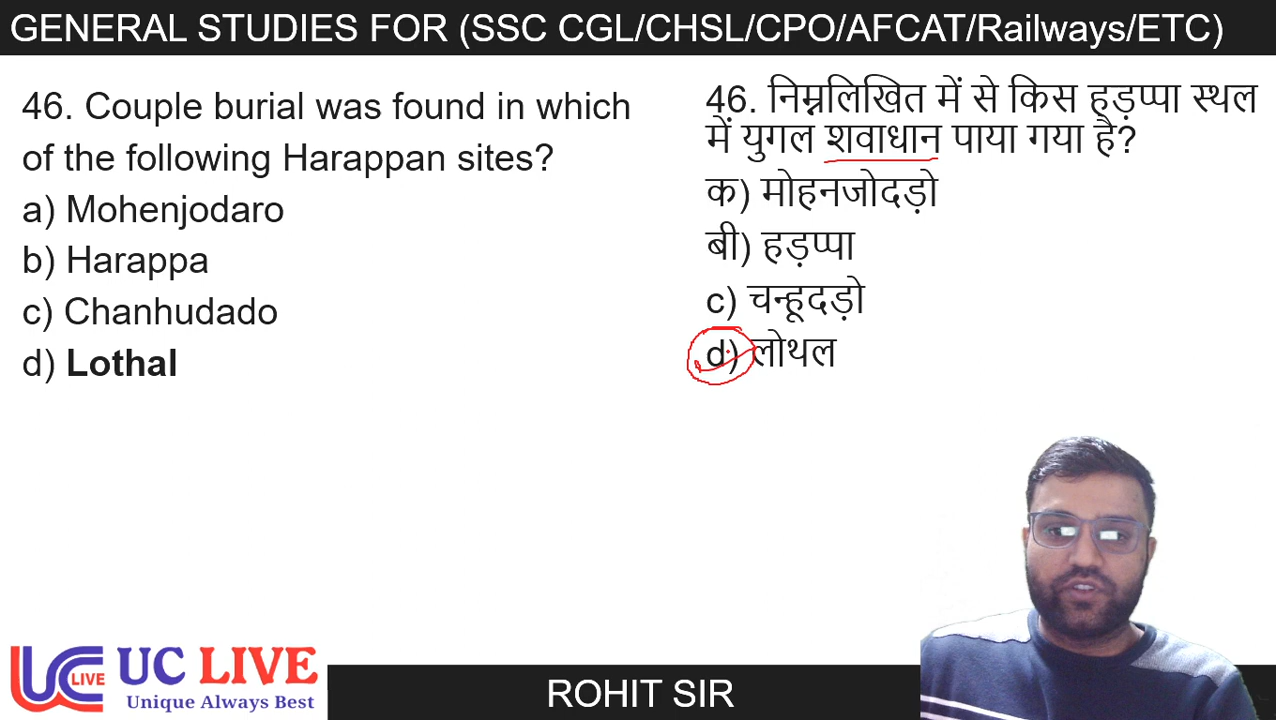 GENERAL STUDIES FOR (SSC CGL/CHSL/CPO/AFCAT/Railways/ETC)
46. Couple burial was found in which
of the following Harappan sites?
a) Mohenjodaro
b) Harappa
c) Chanhudado
d) Lothal
46. निम्नलिखित में से किस हड़प्पा स्थल
में युगल शवाधान पाया गया है?
क) मोहनजोदड़ो
बी) हड़प्पा
c) चन्हूदड़ो
d) लोथल
UC LIVE
LIVE
Unique Always Best
ROHIT SIR